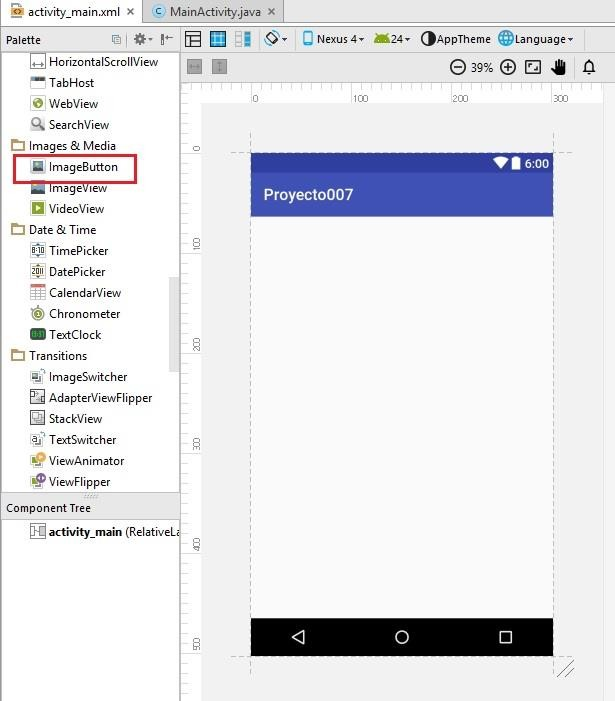 activity_main.xml
MainActivity.java
Palette
Nexus 4
24
AppTheme
Language
HorizontalScrollView
TabHost
WebView
SearchView
39%
0
100
200
300
Images & Media
ImageButton
ImageView
VideoView
Date & Time
TimePicker
DatePicker
CalendarView
Chronometer
TextClock
Transitions
ImageSwitcher
AdapterViewFlipper
StackView
TextSwitcher
ViewAnimator
ViewFlipper
Component Tree
activity_main (RelativeLa
0
100
200
300
400
500
6:00
Proyecto007